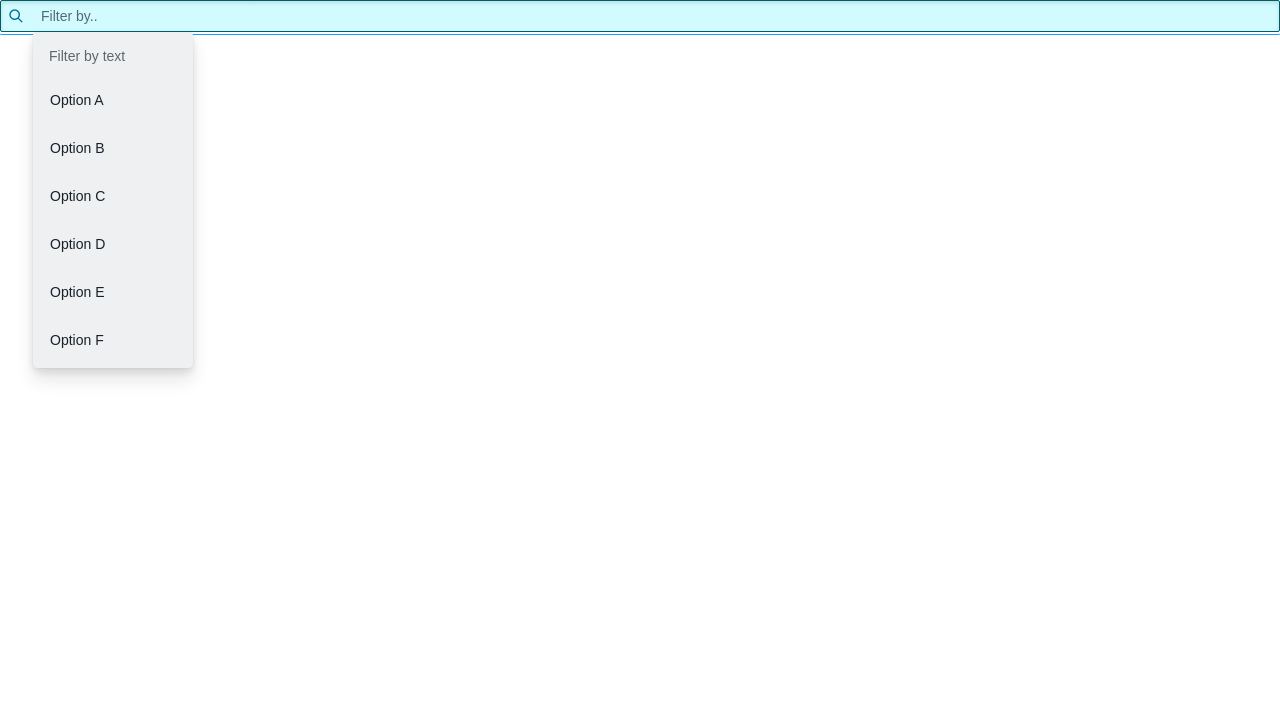 Filter by..
Filter by text
Option A
Option B
Option C
Option D
Option E
Option F